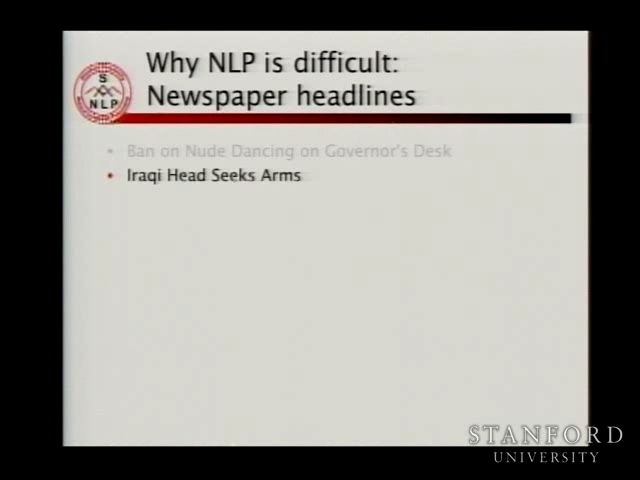 Why NLP is difficult:
Newspaper headlines
S
NLP
• Ban on Nude Dancing on Governor's Desk
• Iraqi Head Seeks Arms
STANFORD
UNIVERSITY